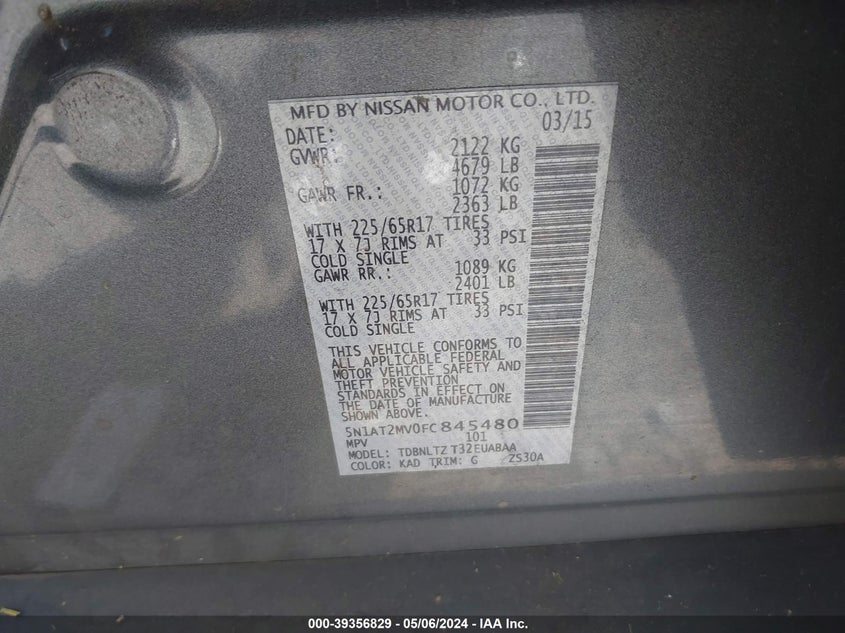 MFD BY NISSAN MOTOR CO., LTD.
DATE: 03/15
GVWR: 2122 KG
4679 LB
GAWR FR.: 1072 KG
2363 LB
WITH 225/65R17 TIRES
17 X 7J RIMS AT 33 PSI
COLD SINGLE
GAWR RR.: 1089 KG
2401 LB
WITH 225/65R17 TIRES
17 X 7J RIMS AT 33 PSI
COLD SINGLE
THIS VEHICLE CONFORMS TO
ALL APPLICABLE FEDERAL
MOTOR VEHICLE SAFETY AND
THEFT PREVENTION
STANDARDS IN EFFECT ON
THE DATE OF MANUFACTURE
SHOWN ABOVE.
5N1AT2MV0FC845480
MPV 101
MODEL: TDBNLTZ T32EUABAA
COLOR: KAD TRIM: G ZS30A
000-39356829 - 05/06/2024 - IAA Inc.